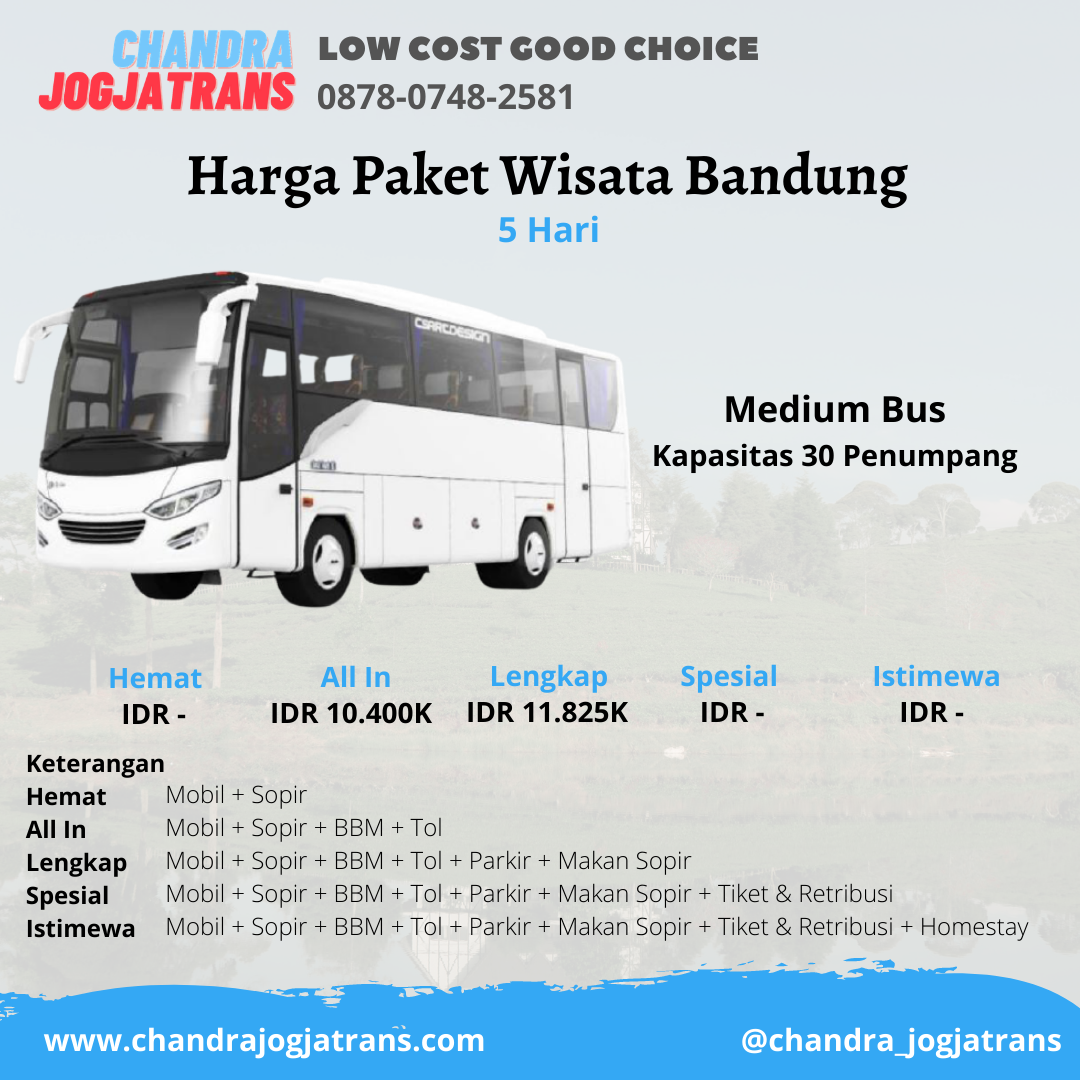 CHANDRA
JOGJATRANS
LOW COST GOOD CHOICE
0878-0748-2581
Harga Paket Wisata Bandung
5 Hari
CSARTDESIGN
Medium Bus
Kapasitas 30 Penumpang
Hemat All In Lengkap Spesial Istimewa
IDR - IDR 10.400K IDR 11.825K IDR - IDR -
Keterangan
Hemat Mobil + Sopir
All In Mobil + Sopir + BBM + Tol
Lengkap Mobil + Sopir + BBM + Tol + Parkir + Makan Sopir
Spesial Mobil + Sopir + BBM + Tol + Parkir + Makan Sopir + Tiket & Retribusi
Istimewa Mobil + Sopir + BBM + Tol + Parkir + Makan Sopir + Tiket & Retribusi + Homestay
www.chandrajogjatrans.com
@chandra_jogjatrans